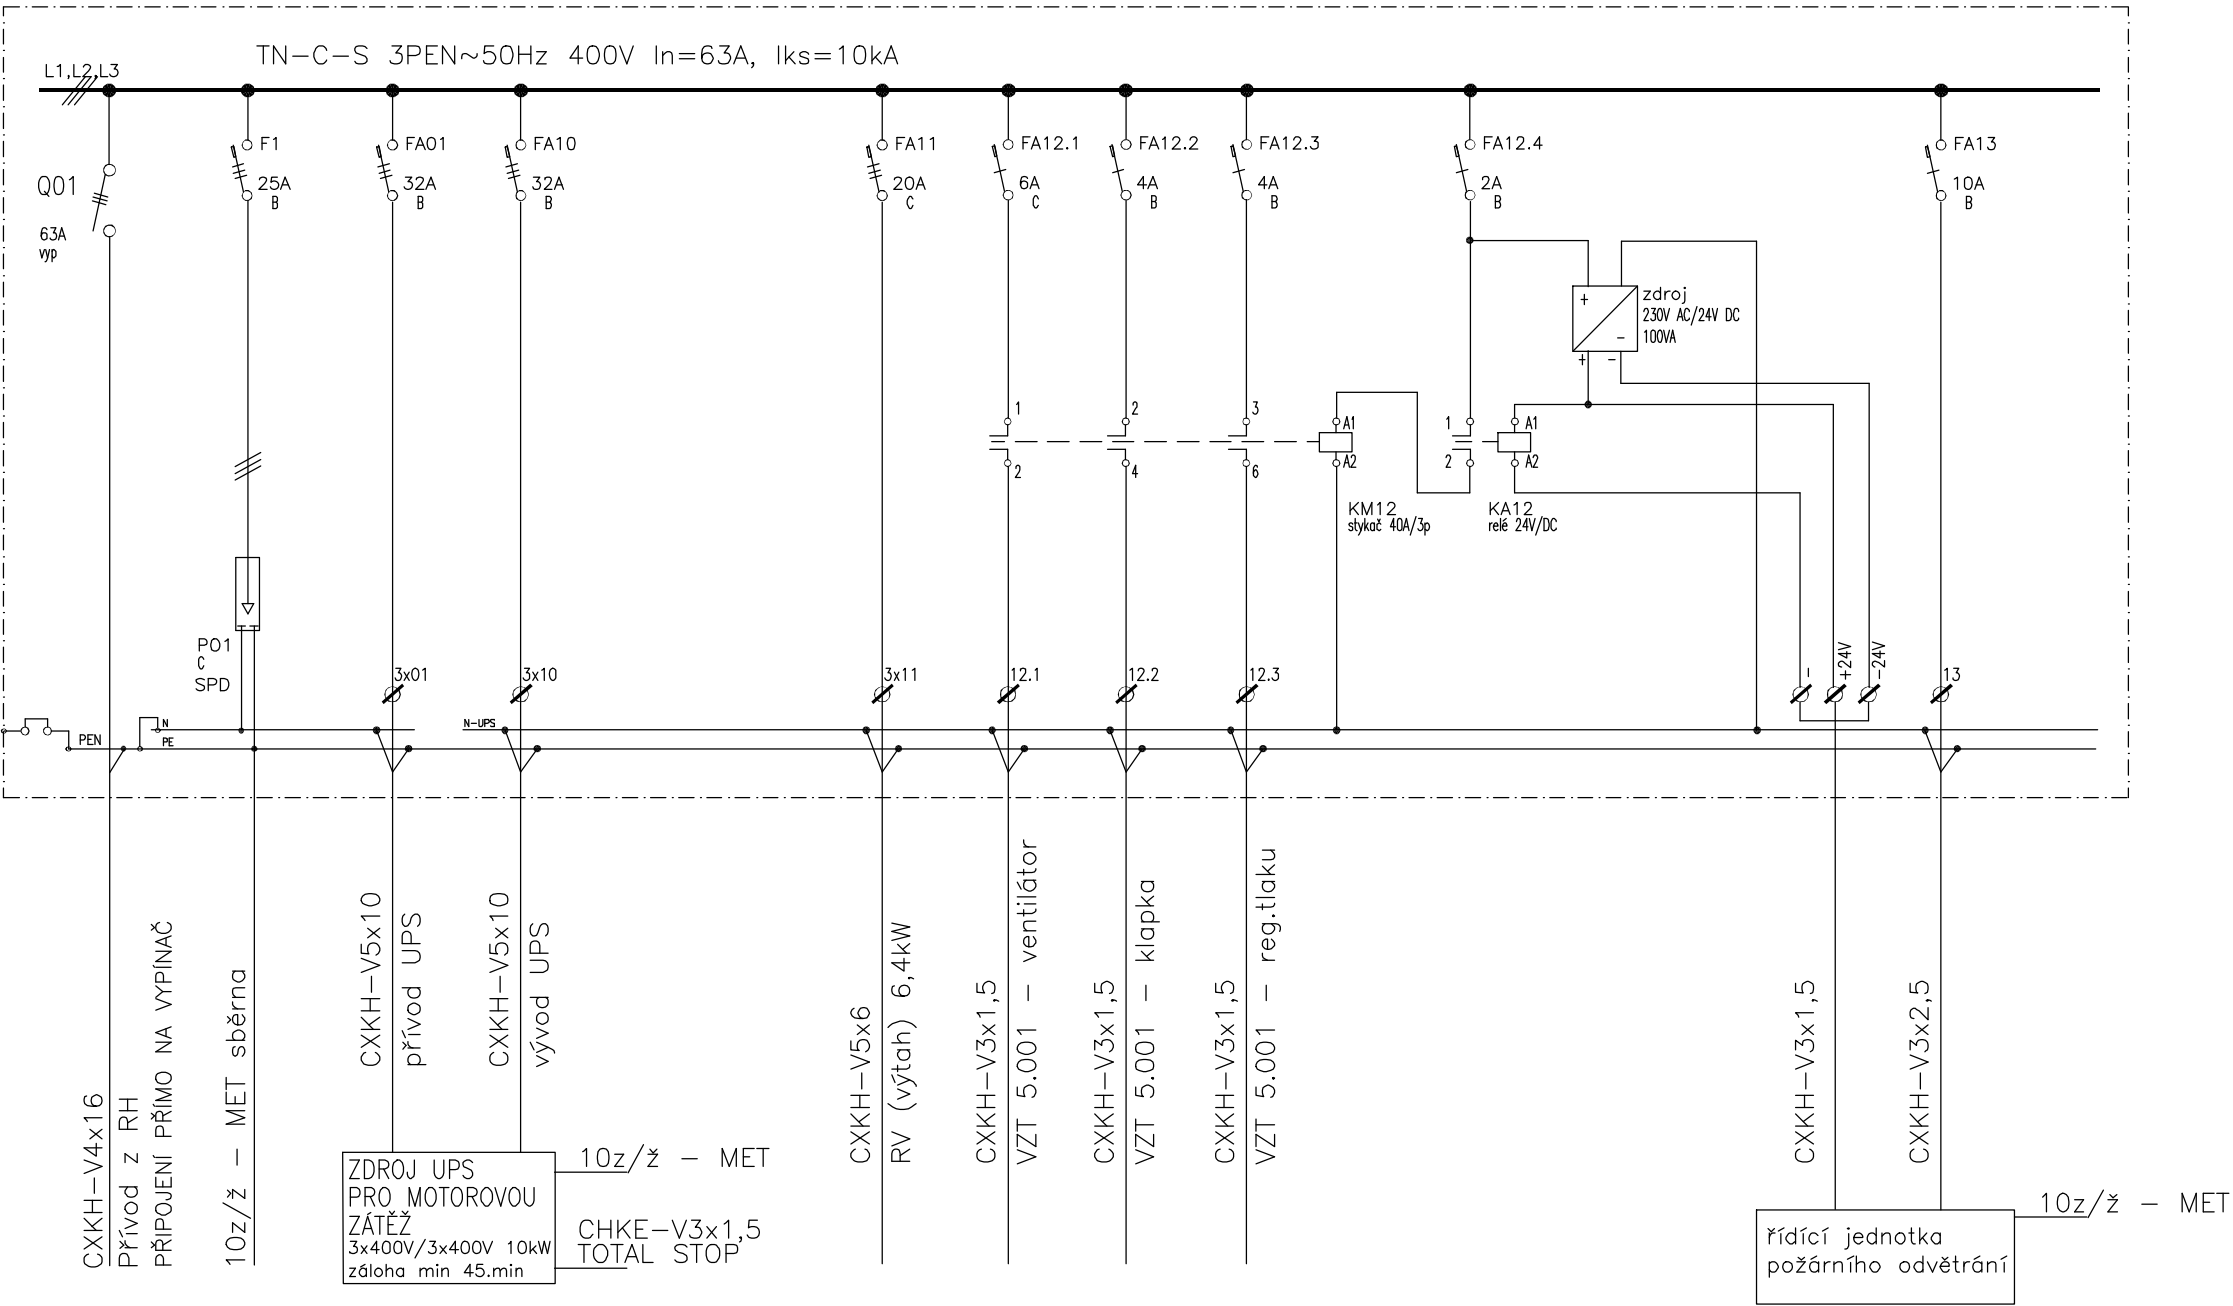 TN-C-S 3PEN~50Hz 400V In=63A, Iks=10kA
L1,L2,L3
Q01
63A
vyp
F1
25A
B
FA01
32A
B
FA10
32A
B
FA11
20A
C
FA12.1
6A
C
FA12.2
4A
B
FA12.3
4A
B
FA12.4
2A
B
FA13
10A
B
+
-
zdroj
230V AC/24V DC
100VA
+
-
1
2
2
4
3
6
A1
A2
KM12
stykač 40A/3p
1
2
A1
A2
KA12
relé 24V/DC
P01
C
SPD
3x01
3x10
3x11
12.1
12.2
12.3
-
+24V
-24V
13
N
PEN
PE
N-UPS
CXKH-V4x16
Přívod z RH
PŘIPOJENÍ PŘÍMO NA VYPÍNAČ
10z/ž - MET sběrna
CXKH-V5x10
přívod UPS
CXKH-V5x10
vývod UPS
CXKH-V5x6
RV (výtah) 6,4kW
CXKH-V3x1,5
VZT 5.001 - ventilátor
CXKH-V3x1,5
VZT 5.001 - klapka
CXKH-V3x1,5
VZT 5.001 - reg.tlaku
CXKH-V3x1,5
CXKH-V3x2,5
ZDROJ UPS
PRO MOTOROVOU
ZÁTĚŽ
3x400V/3x400V 10kW
záloha min 45.min
10z/ž - MET
CHKE-V3x1,5
TOTAL STOP
10z/ž - MET
řídící jednotka
požárního odvětrání